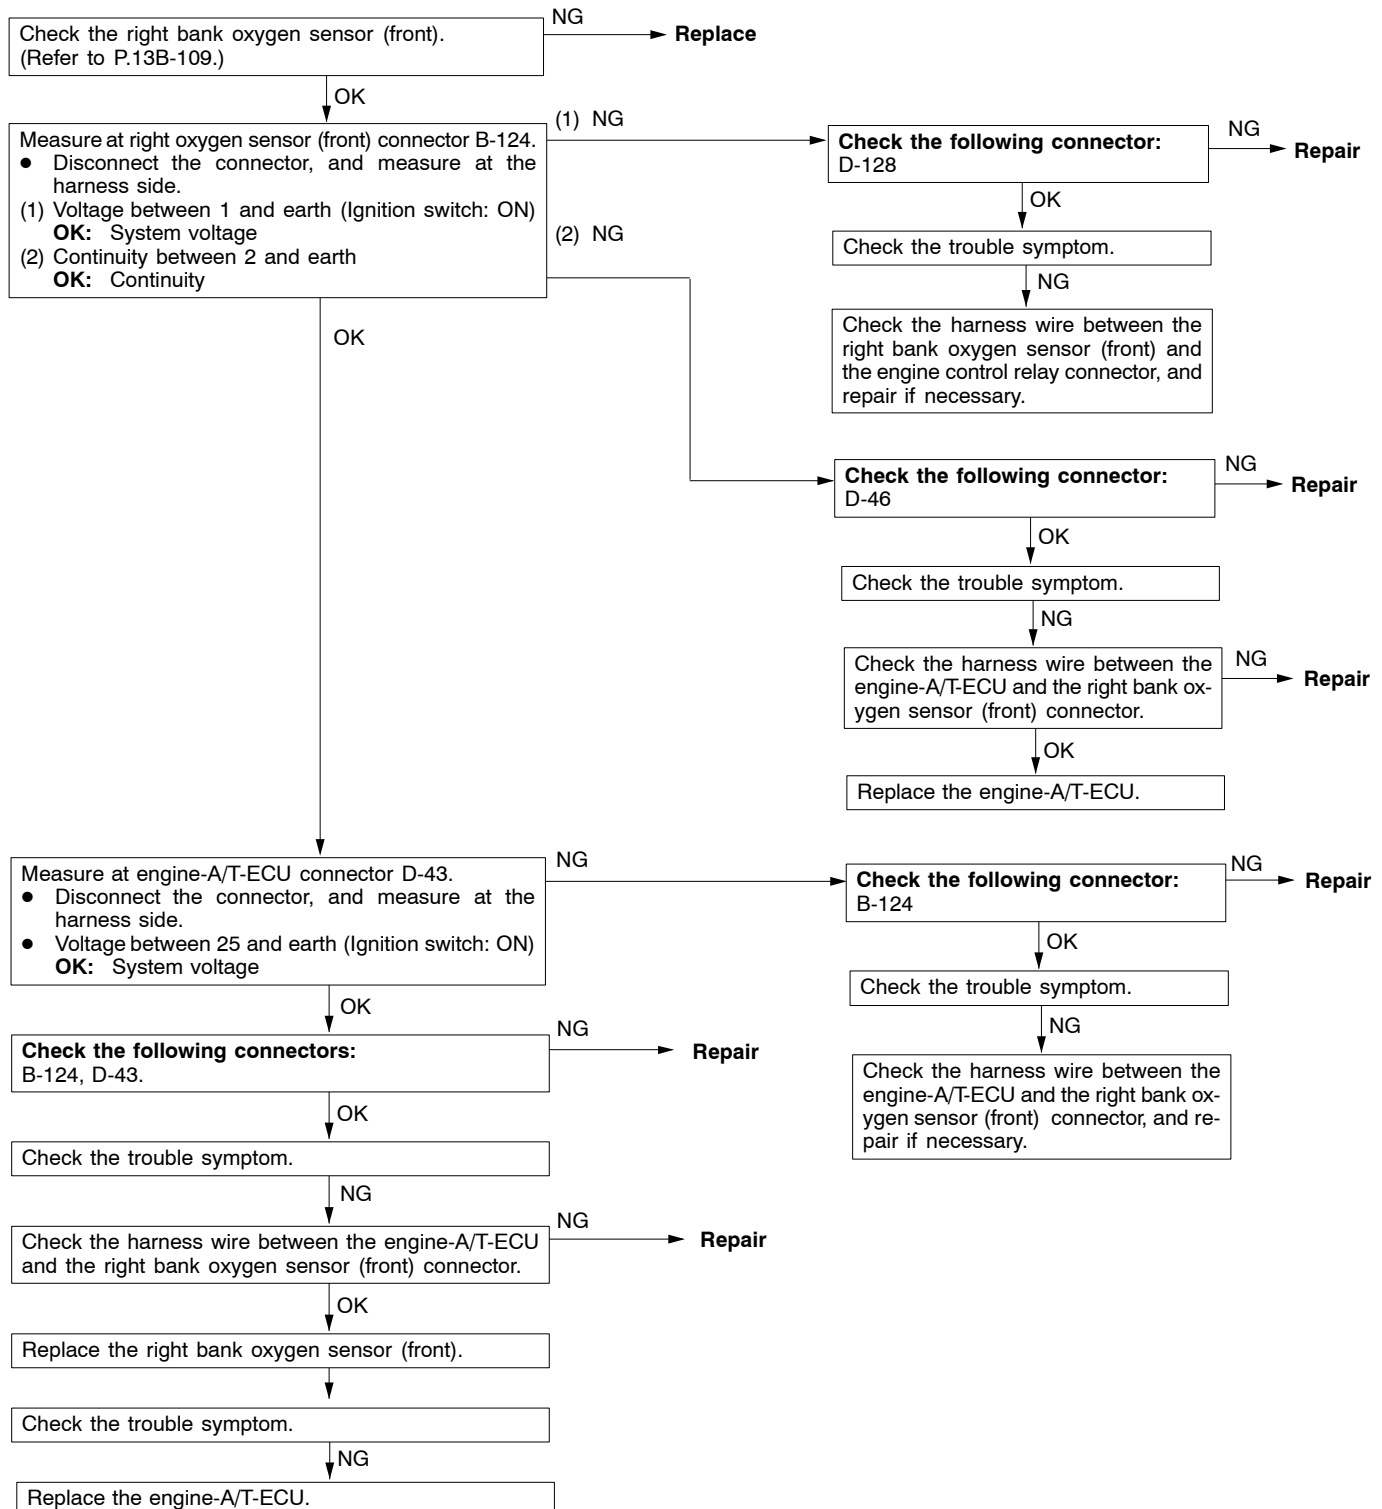 Check the right bank oxygen sensor (front).
(Refer to P.13B-109.)
NG
Replace
OK
Measure at right oxygen sensor (front) connector B-124.
● Disconnect the connector, and measure at the
harness side.
(1) Voltage between 1 and earth (Ignition switch: ON)
OK: System voltage
(2) Continuity between 2 and earth
OK: Continuity
(1) NG
Check the following connector:
D-128
NG
Repair
OK
Check the trouble symptom.
NG
Check the harness wire between the
right bank oxygen sensor (front) and
the engine control relay connector, and
repair if necessary.
(2) NG
Check the following connector:
D-46
NG
Repair
OK
Check the trouble symptom.
NG
Check the harness wire between the
engine-A/T-ECU and the right bank ox-
ygen sensor (front) connector.
NG
Repair
OK
Replace the engine-A/T-ECU.
OK
Measure at engine-A/T-ECU connector D-43.
● Disconnect the connector, and measure at the
harness side.
● Voltage between 25 and earth (Ignition switch: ON)
OK: System voltage
NG
Check the following connector:
B-124
NG
Repair
OK
Check the trouble symptom.
NG
Check the harness wire between the
engine-A/T-ECU and the right bank ox-
ygen sensor (front) connector, and re-
pair if necessary.
OK
Check the following connectors:
B-124, D-43.
NG
Repair
OK
Check the trouble symptom.
NG
Check the harness wire between the engine-A/T-ECU
and the right bank oxygen sensor (front) connector.
NG
Repair
OK
Replace the right bank oxygen sensor (front).
Check the trouble symptom.
NG
Replace the engine-A/T-ECU.